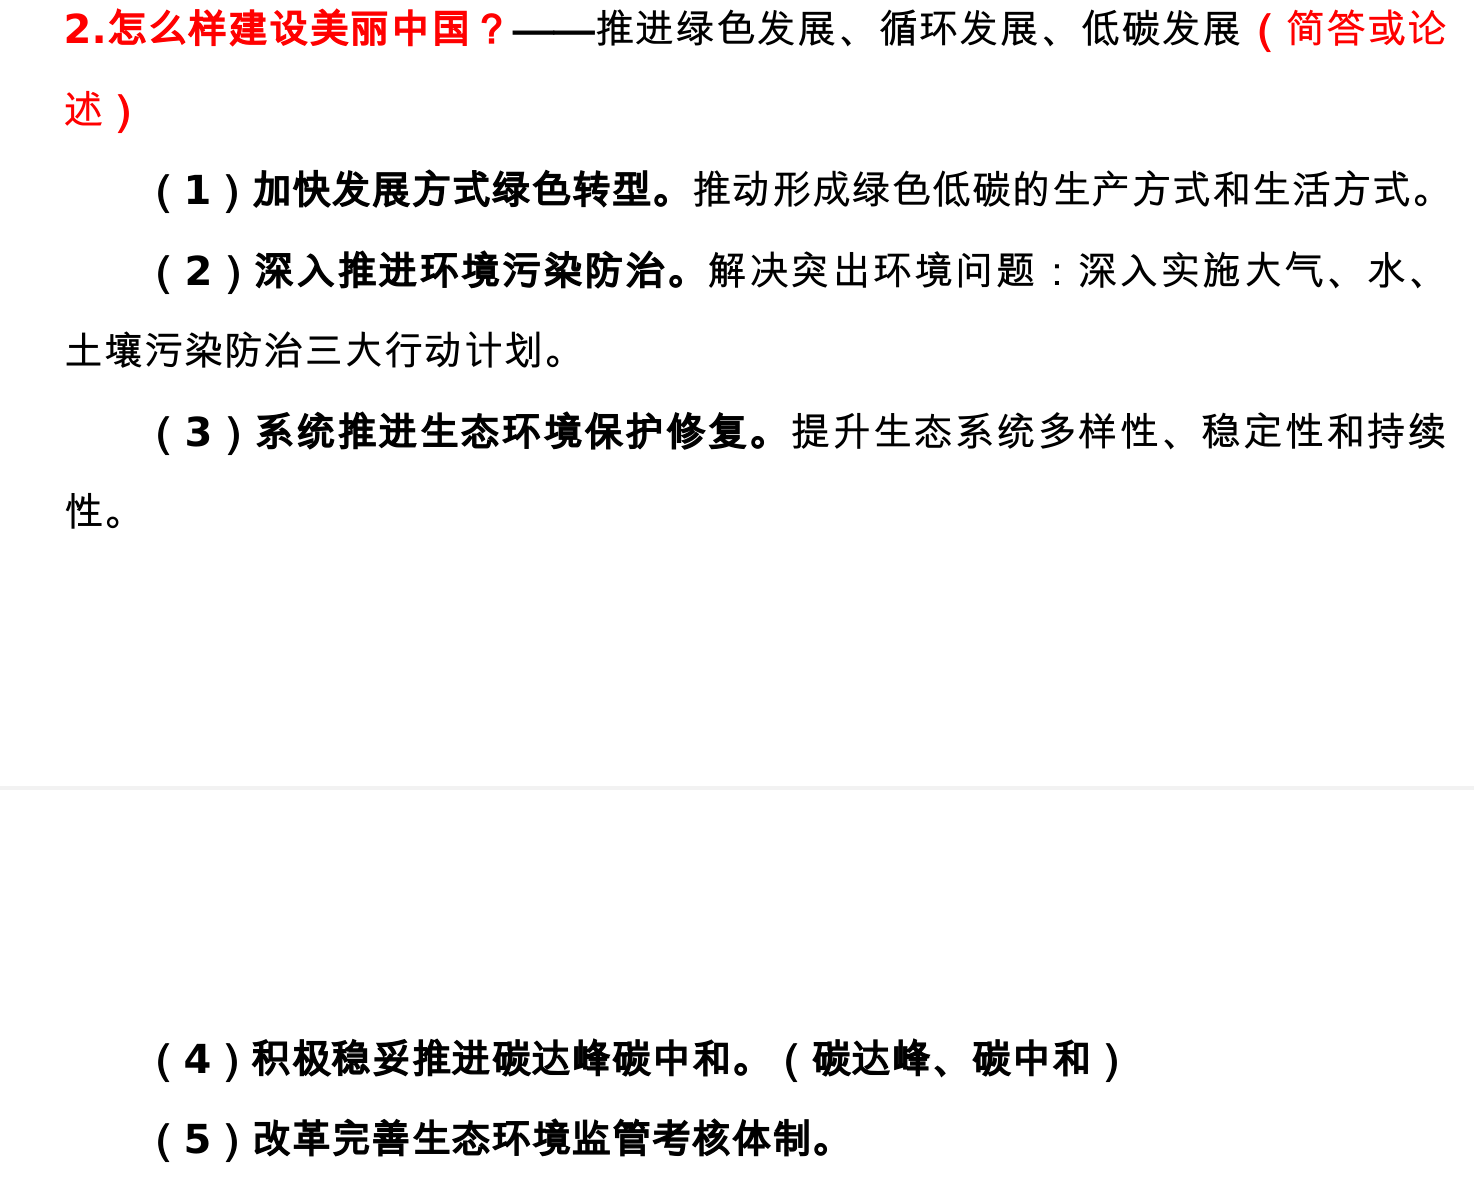 2.怎么样建设美丽中国？——推进绿色发展、循环发展、低碳发展（简答或论
述）
（1）加快发展方式绿色转型。推动形成绿色低碳的生产方式和生活方式。
（2）深入推进环境污染防治。解决突出环境问题：深入实施大气、水、
土壤污染防治三大行动计划。
（3）系统推进生态环境保护修复。提升生态系统多样性、稳定性和持续
性。
（4）积极稳妥推进碳达峰碳中和。（碳达峰、碳中和）
（5）改革完善生态环境监管考核体制。